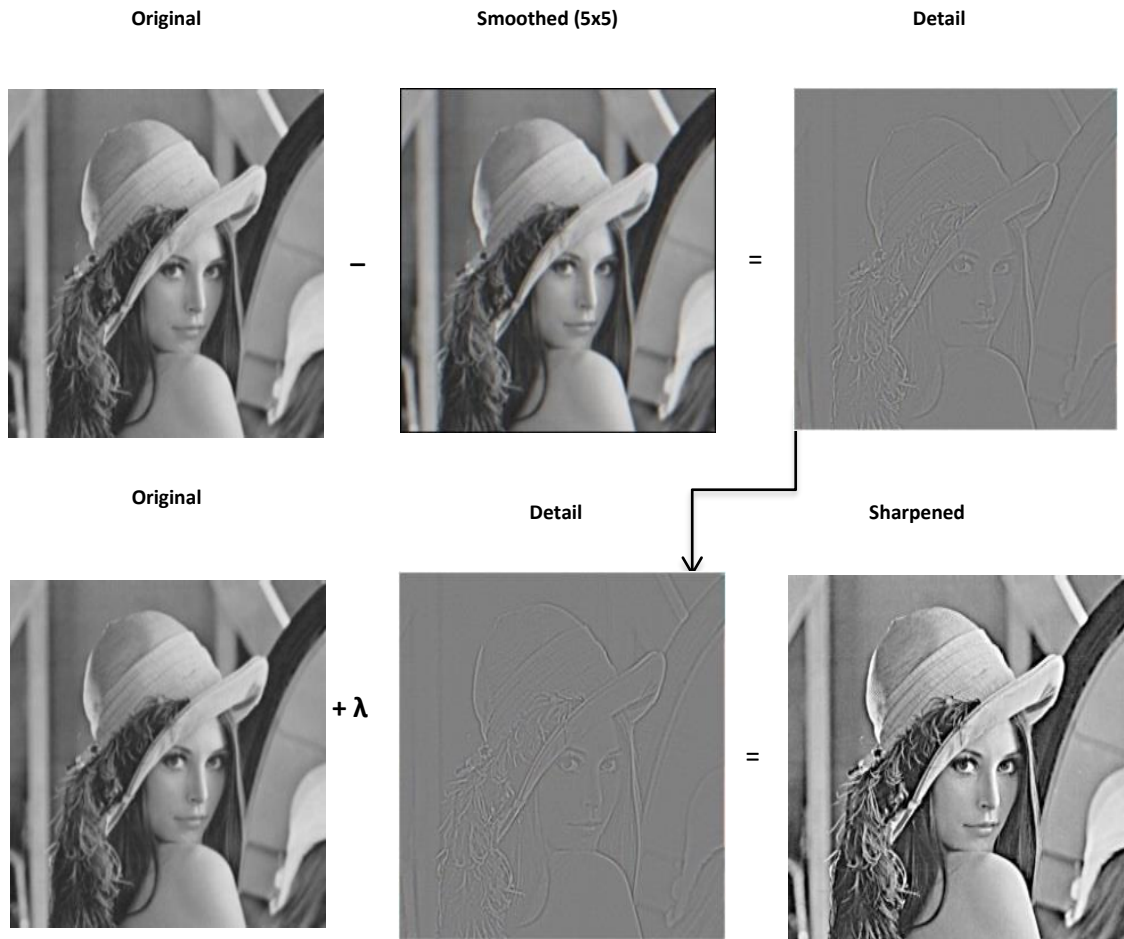 Original
Smoothed (5x5)
Detail
–
=
Original
Detail
Sharpened
+ λ
=